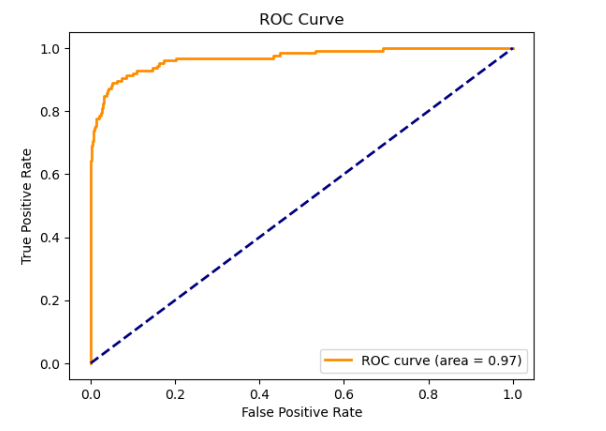 ROC Curve
1.0
0.8
0.6
0.4
0.2
0.0
True Positive Rate
0.0 0.2 0.4 0.6 0.8 1.0
False Positive Rate
ROC curve (area = 0.97)